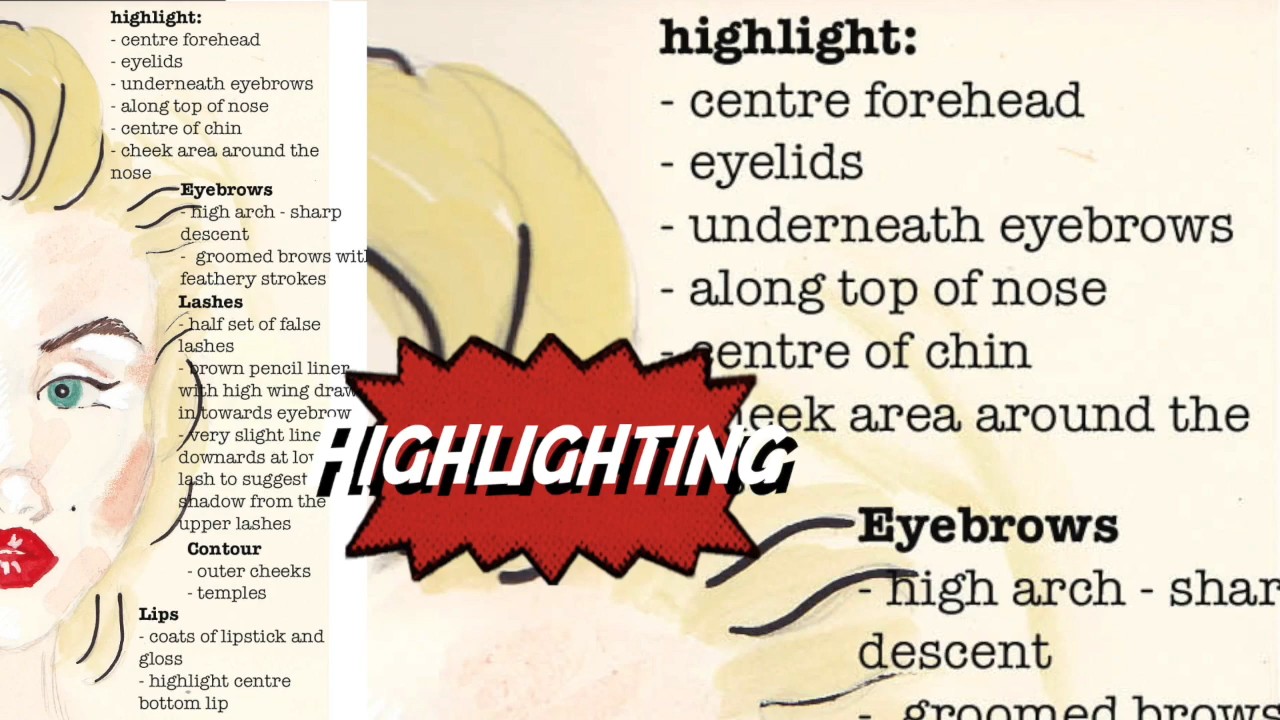 highlight:
- centre forehead
- eyelids
- underneath eyebrows
- along top of nose
- centre of chin
- cheek area around the
nose
Eyebrows
- high arch - sharp
descent
- groomed brows with
feathery strokes
Lashes
- half set of false
lashes
- brown pencil liner
with high wing draw
in towards eyebrow
- very slight line
downards at
lash to suggest
shadow from the
upper lashes
Contour
- outer cheeks
- temples
Lips
- coats of lipstick and
gloss
- highlight centre
bottom lip
highlight:
- centre forehead
- eyelids
- underneath eyebrows
- along top of nose
- centre of chin
area around the
HIGHLIGHTING
Eyebrows
- high arch - shar
descent
- groomed brows